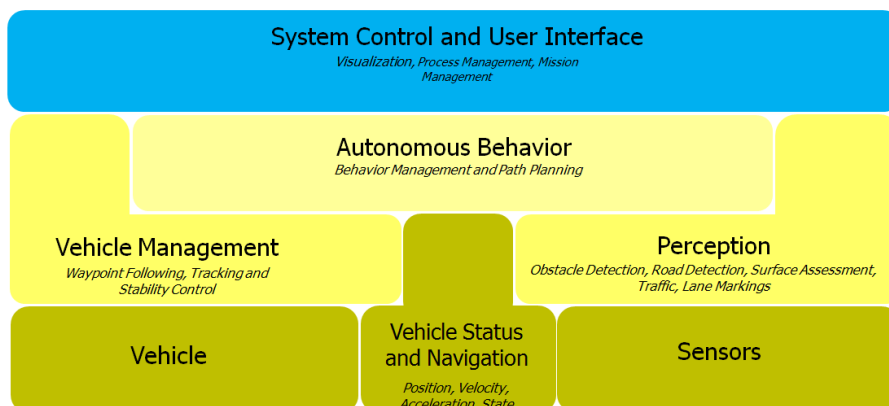 System Control and User Interface
Visualization, Process Management, Mission
Management
Autonomous Behavior
Behavior Management and Path Planning
Vehicle Management
Waypoint Following, Tracking and
Stability Control
Perception
Obstacle Detection, Road Detection, Surface Assessment,
Traffic, Lane Markings
Vehicle
Vehicle Status
and Navigation
Position, Velocity,
Acceleration, State
Sensors